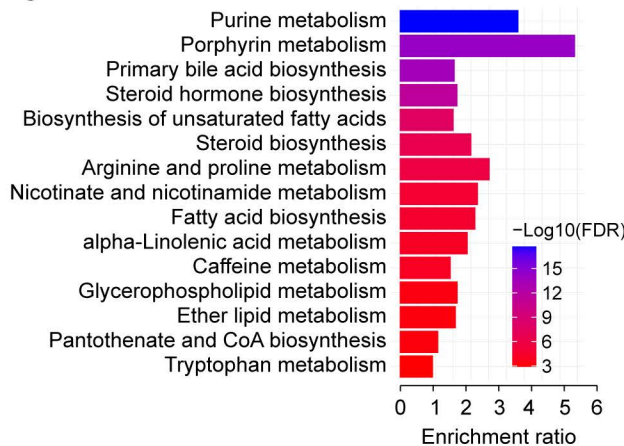 Purine metabolism
Porphyrin metabolism
Primary bile acid biosynthesis
Steroid hormone biosynthesis
Biosynthesis of unsaturated fatty acids
Steroid biosynthesis
Arginine and proline metabolism
Nicotinate and nicotinamide metabolism
Fatty acid biosynthesis
alpha-Linolenic acid metabolism
Caffeine metabolism
Glycerophospholipid metabolism
Ether lipid metabolism
Pantothenate and CoA biosynthesis
Tryptophan metabolism
−Log10(FDR)
15
12
9
6
3
0 1 2 3 4 5 6
Enrichment ratio